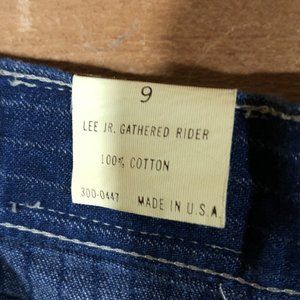 9
LEE JR. GATHERED RIDER
100% COTTON
300-0447 MADE IN U.S.A.